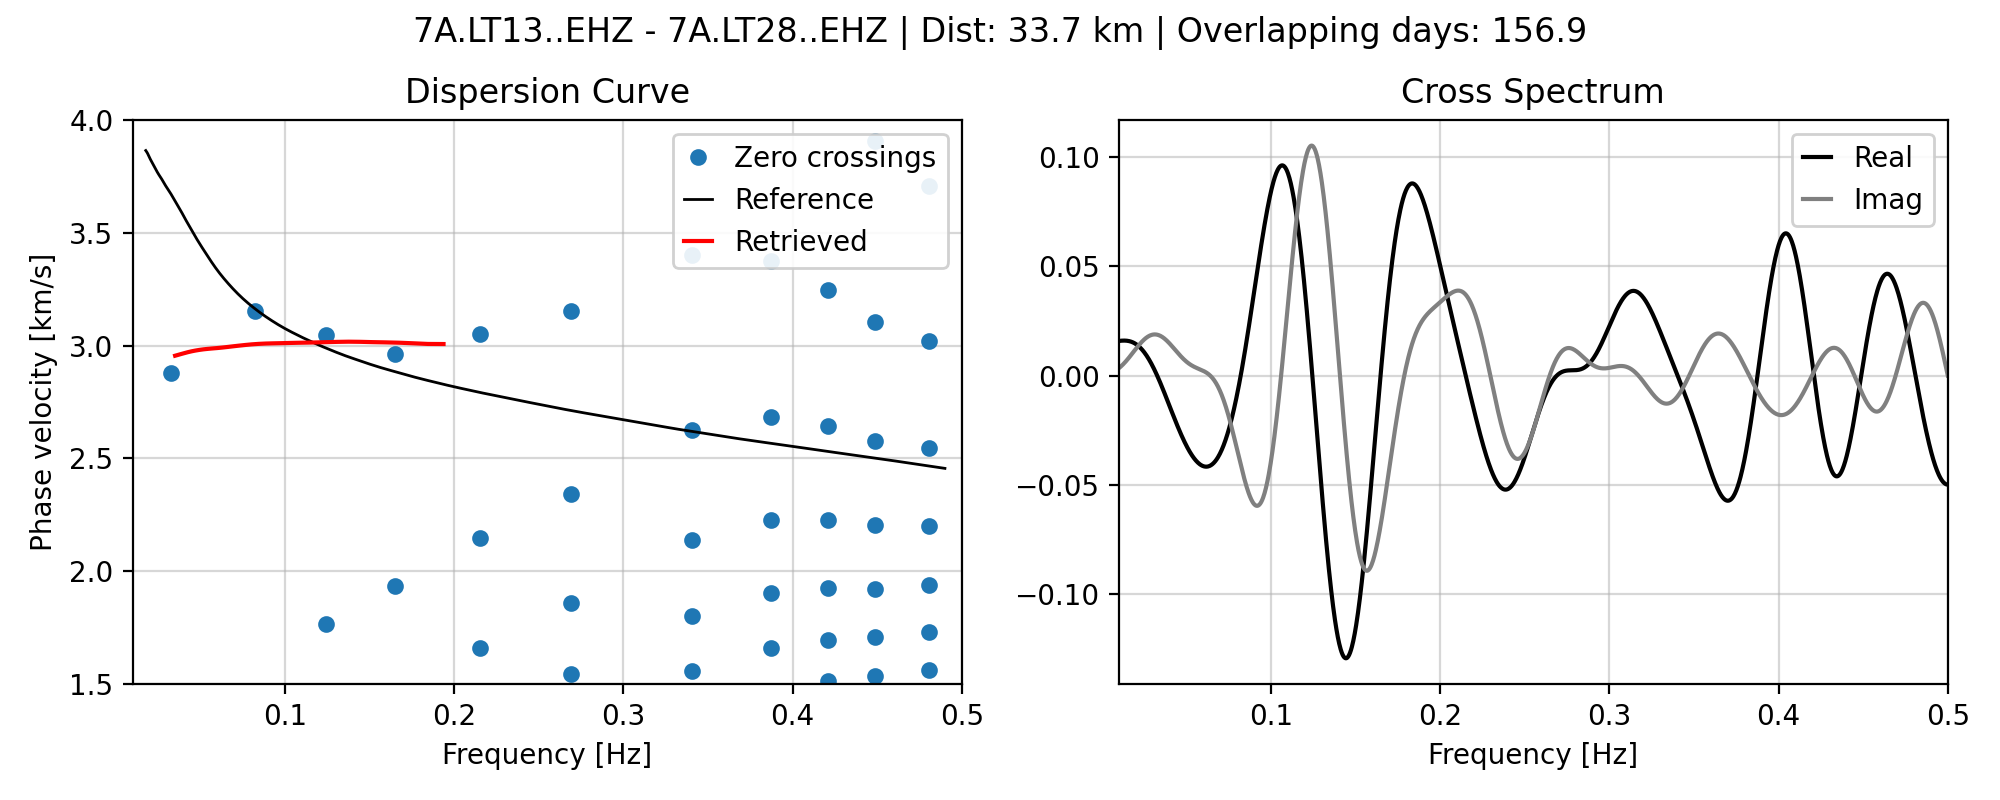 7A.LT13..EHZ - 7A.LT28..EHZ | Dist: 33.7 km | Overlapping days: 156.9
Dispersion Curve
4.0
3.5
3.0
2.5
2.0
1.5
Phase velocity [km/s]
0.1
0.2
0.3
0.4
0.5
Frequency [Hz]
Zero crossings
Reference
Retrieved
Cross Spectrum
0.10
0.05
0.00
−0.05
−0.10
0.1
0.2
0.3
0.4
0.5
Frequency [Hz]
Real
Imag